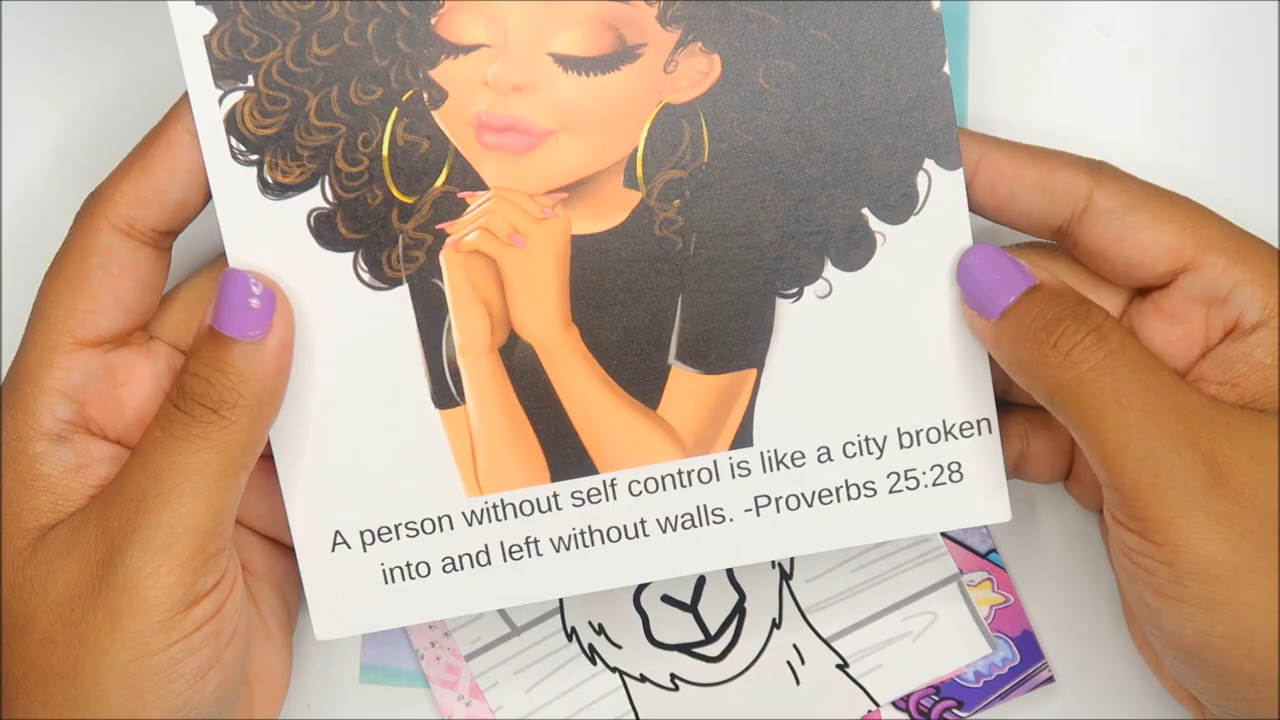 A person without self control is like a city broken
into and left without walls. -Proverbs 25:28